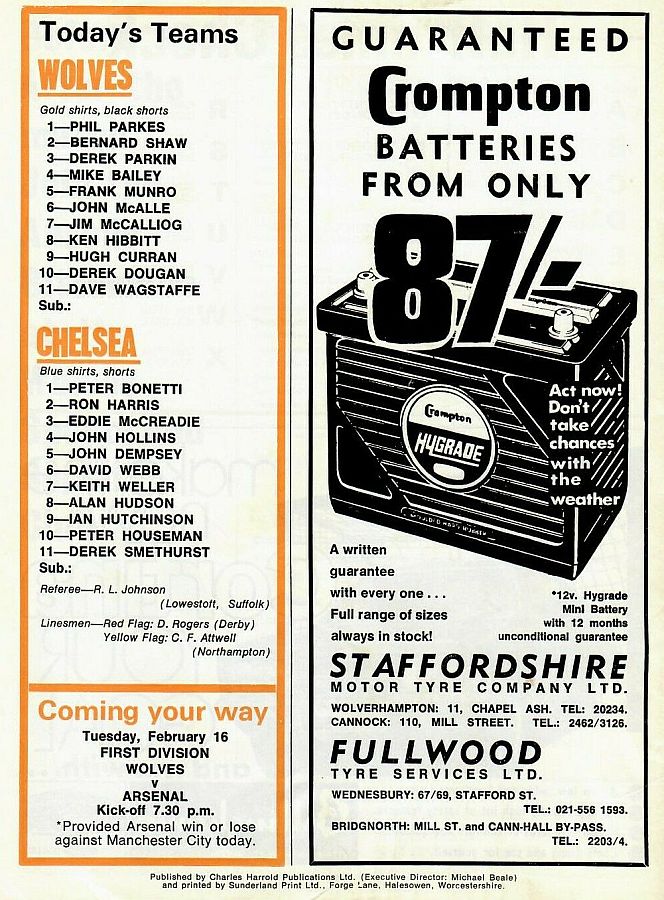 Today's Teams
WOLVES
Gold shirts, black shorts
1—PHIL PARKES
2—BERNARD SHAW
3—DEREK PARKIN
4—MIKE BAILEY
5—FRANK MUNRO
6—JOHN McALLE
7—JIM McCALLIOG
8—KEN HIBBITT
9—HUGH CURRAN
10—DEREK DOUGAN
11—DAVE WAGSTAFFE
Sub.:
CHELSEA
Blue shirts, shorts
1—PETER BONETTI
2—RON HARRIS
3—EDDIE McCREADIE
4—JOHN HOLLINS
5—JOHN DEMPSEY
6—DAVID WEBB
7—KEITH WELLER
8—ALAN HUDSON
9—IAN HUTCHINSON
10—PETER HOUSEMAN
11—DEREK SMETHURST
Sub.:
Referee—R. L. Johnson
(Lowestoft, Suffolk)
Linesmen—Red Flag: D. Rogers (Derby)
Yellow Flag: C. F. Attwell
(Northampton)
Coming your way
Tuesday, February 16
FIRST DIVISION
WOLVES
v
ARSENAL
Kick-off 7.30 p.m.
*Provided Arsenal win or lose
against Manchester City today.
GUARANTEED
Crompton
BATTERIES
FROM ONLY
87/-
Act now!
Don't
take
chances
with
the
weather
Crompton
HYGRADE
A written
guarantee
with every one . . .
Full range of sizes
always in stock!
*12v. Hygrade
Mini Battery
with 12 months
unconditional guarantee
STAFFORDSHIRE
MOTOR TYRE COMPANY LTD.
WOLVERHAMPTON: 11, CHAPEL ASH. TEL: 20234.
CANNOCK: 110, MILL STREET. TEL.: 2462/3126.
FULLWOOD
TYRE SERVICES LTD.
WEDNESBURY: 67/69, STAFFORD ST.
TEL.: 021-556 1593.
BRIDGNORTH: MILL ST. and CANN-HALL BY-PASS.
TEL.: 2203/4.
Published by Charles Harrold Publications Ltd. (Executive Director: Michael Beale)
and printed by Sunderland Print Ltd., Forge Lane, Halesowen, Worcestershire.